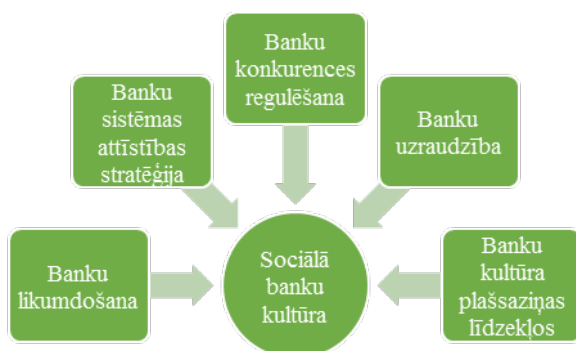 Banku
konkurences
regulēšana
Banku
sistēmas
attīstības
stratēģija
Banku
uzraudzība
Banku
likumdošana
Sociālā
banku
kultūra
Banku
kultūra
plašsaziņas
līdzekļos